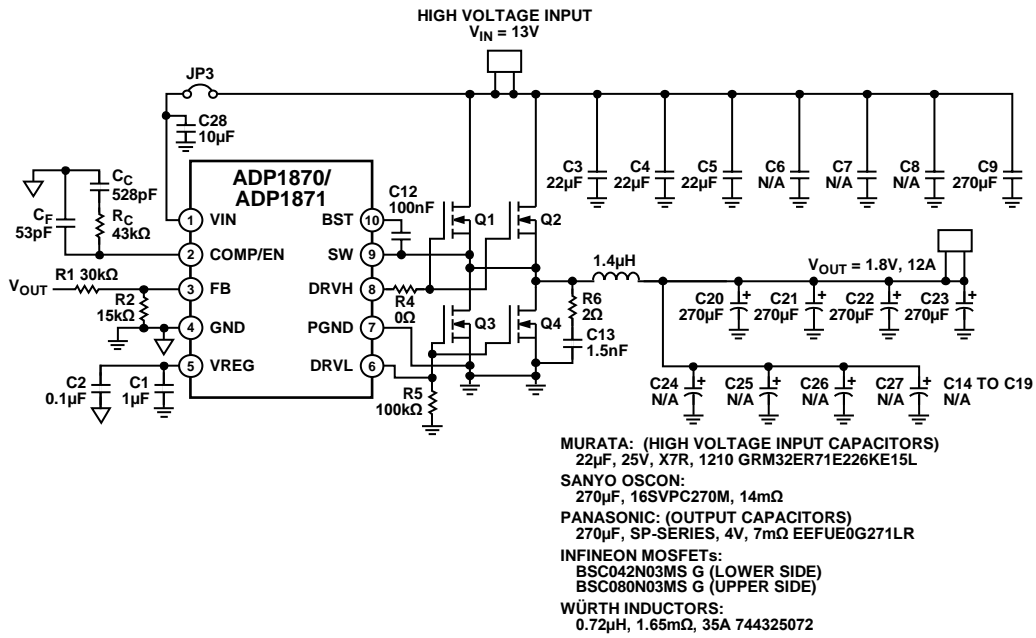 HIGH VOLTAGE INPUT
V_IN = 13V
JP3
C28
10µF
C3
22µF
C4
22µF
C5
22µF
C6
N/A
C7
N/A
C8
N/A
C9
270µF
C_C
528pF
C_F
53pF
R_C
43kΩ
ADP1870/
ADP1871
C12
100nF
1 VIN
BST 10
Q1
Q2
2 COMP/EN
SW 9
V_OUT
R1 30kΩ
R2
15kΩ
3 FB
DRVH 8
R4
0Ω
1.4µH
V_OUT = 1.8V, 12A
4 GND
PGND 7
Q3
Q4
R6
2Ω
C13
1.5nF
C20
270µF
+
C21
270µF
+
C22
270µF
+
C23
270µF
+
5 VREG
DRVL 6
C2
0.1µF
C1
1µF
R5
100kΩ
C24
N/A
+
C25
N/A
+
C26
N/A
+
C27
N/A
+
C14 TO C19
N/A
MURATA: (HIGH VOLTAGE INPUT CAPACITORS)
22µF, 25V, X7R, 1210 GRM32ER71E226KE15L
SANYO OSCON:
270µF, 16SVPC270M, 14mΩ
PANASONIC: (OUTPUT CAPACITORS)
270µF, SP-SERIES, 4V, 7mΩ EEFUE0G271LR
INFINEON MOSFETs:
BSC042N03MS G (LOWER SIDE)
BSC080N03MS G (UPPER SIDE)
WÜRTH INDUCTORS:
0.72µH, 1.65mΩ, 35A 744325072